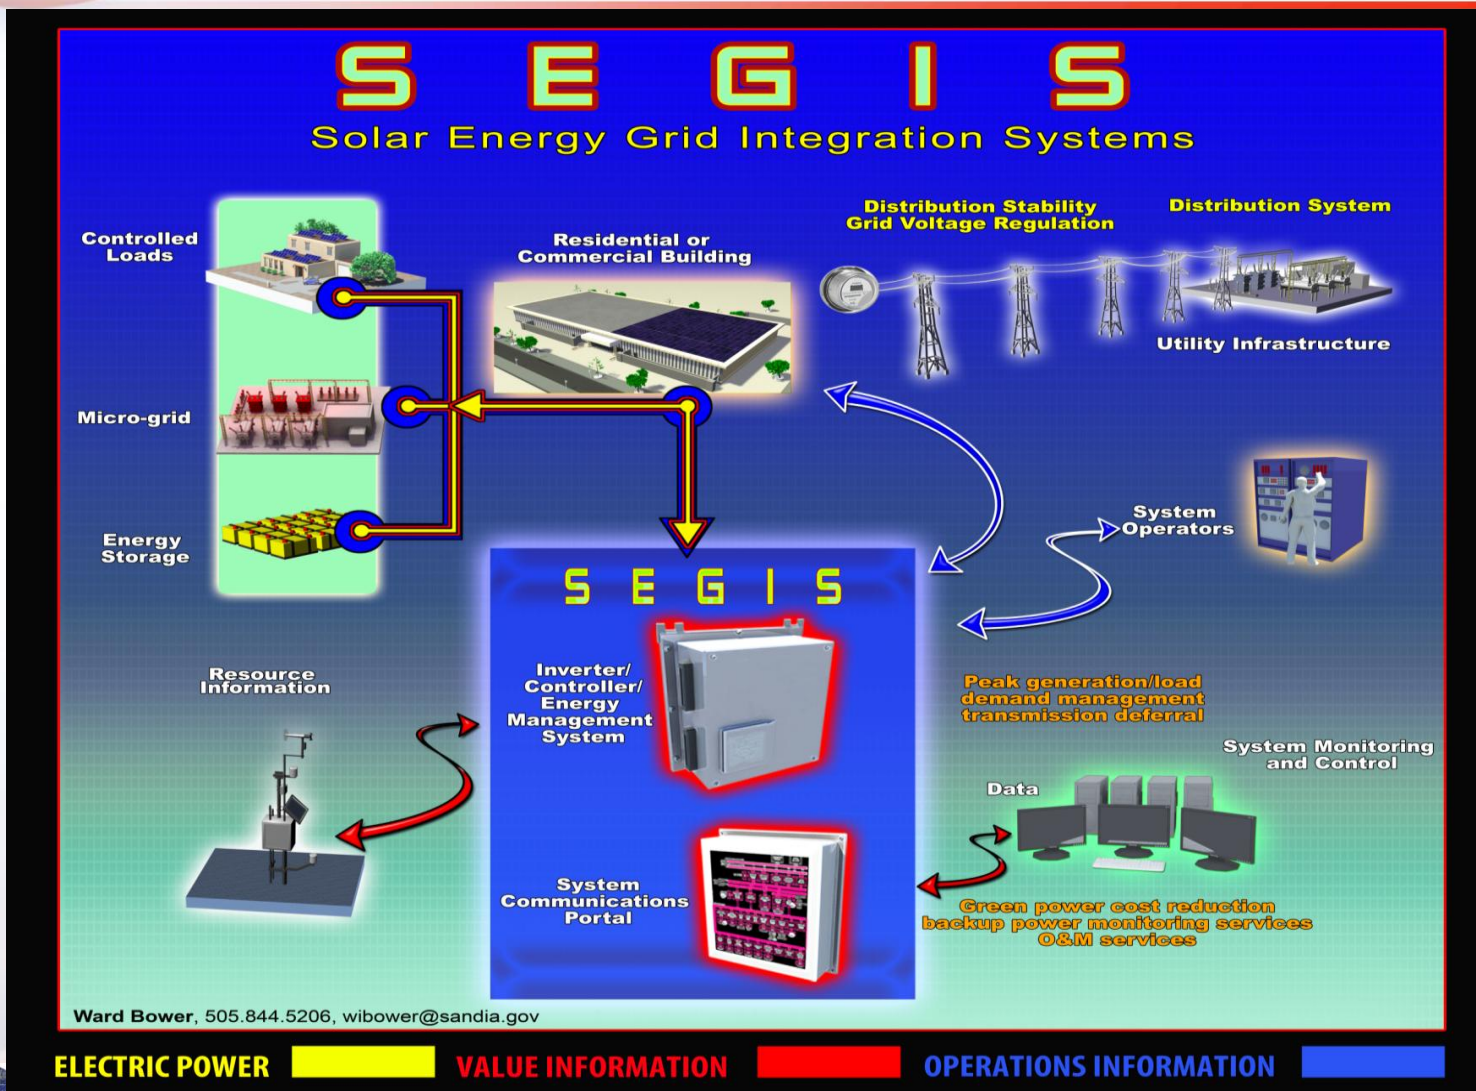 S E G I S
Solar Energy Grid Integration Systems
Controlled
Loads
Residential or
Commercial Building
Distribution Stability
Grid Voltage Regulation
Distribution System
Utility Infrastructure
Micro-grid
Energy
Storage
System
Operators
S E G I S
Inverter/
Controller/
Energy
Management
System
Resource
Information
Peak generation/load
demand management
transmission deferral
System Monitoring
and Control
Data
System
Communications
Portal
Green power cost reduction
backup power monitoring services
O&M services
Ward Bower, 505.844.5206, wibower@sandia.gov
ELECTRIC POWER
VALUE INFORMATION
OPERATIONS INFORMATION